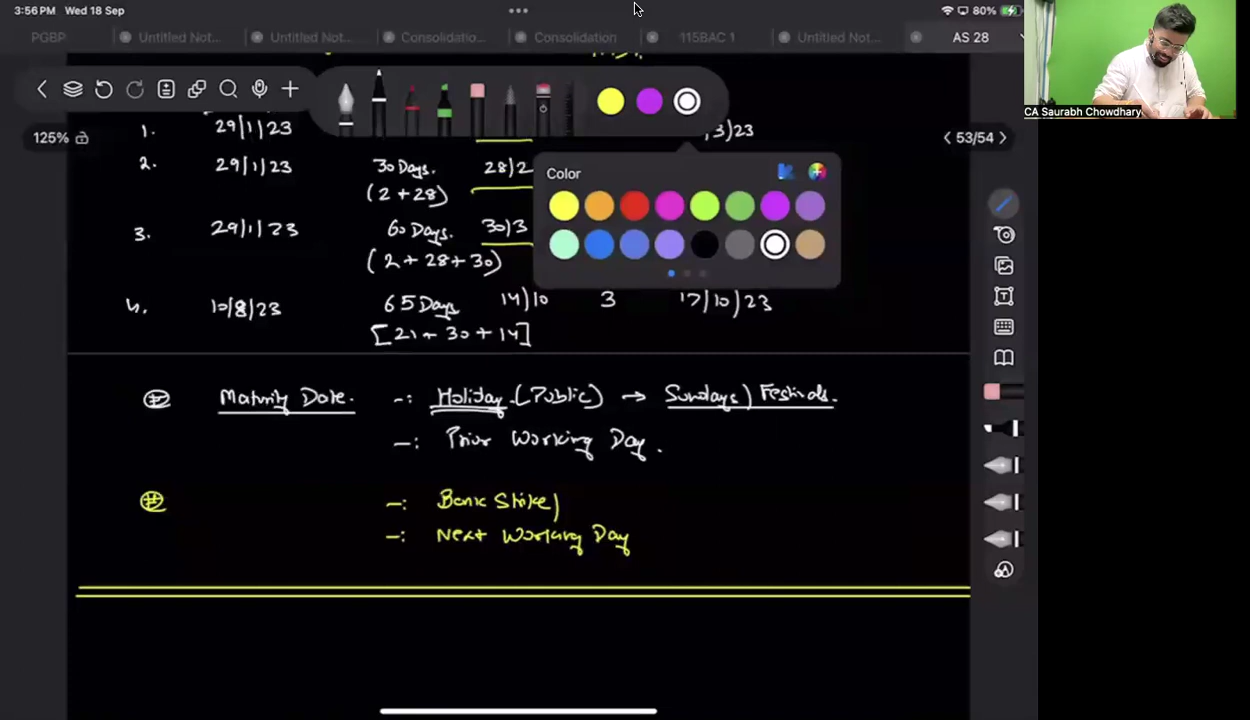 3:56 PM Wed 18 Sep
80%
PGBP
Untitled Not...
Untitled Not...
Consolidatio...
Consolidation
115BAC 1
Untitled Not...
AS 28
CA Saurabh Chowdhary
125%
53/54
1. 29/1/23 3/23
2. 29/1/23 30 Days. 28/2
(2+28)
3. 29/1/23 60 Days. 30/3
(2+28+30)
4. 10/8/23 65 Days 14/10 3 17/10/23
[21+30+14]
Color
# Maturity Date. -: Holiday (Public) → Sundays/Festivals.
-: Prior Working Day.
# -: Bank Strike/
-: Next Working Day